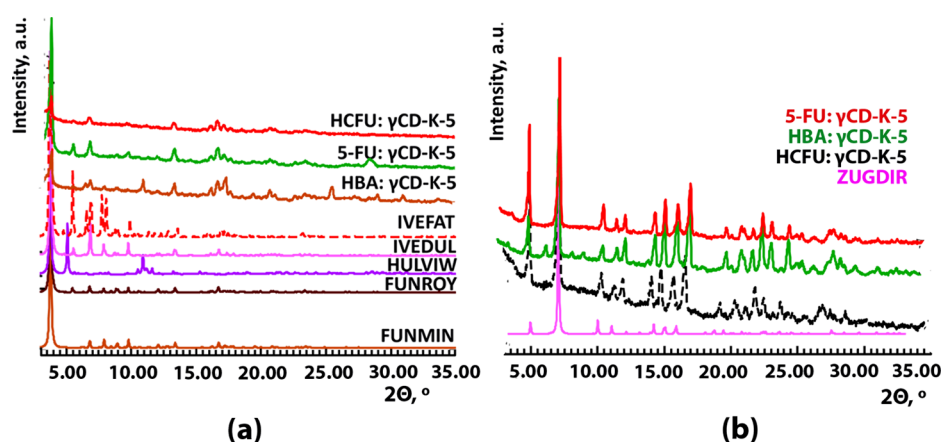 Intensity, a.u.
HCFU: γCD-K-5
5-FU: γCD-K-5
HBA: γCD-K-5
IVEFAT
IVEDUL
HULVIW
FUNROY
FUNMIN
5.00 10.00 15.00 20.00 25.00 30.00 35.00
2Θ, º
(a)
Intensity, a.u.
5-FU: γCD-K-5
HBA: γCD-K-5
HCFU: γCD-K-5
ZUGDIR
5.00 10.00 15.00 20.00 25.00 30.00 35.00
2Θ, º
(b)